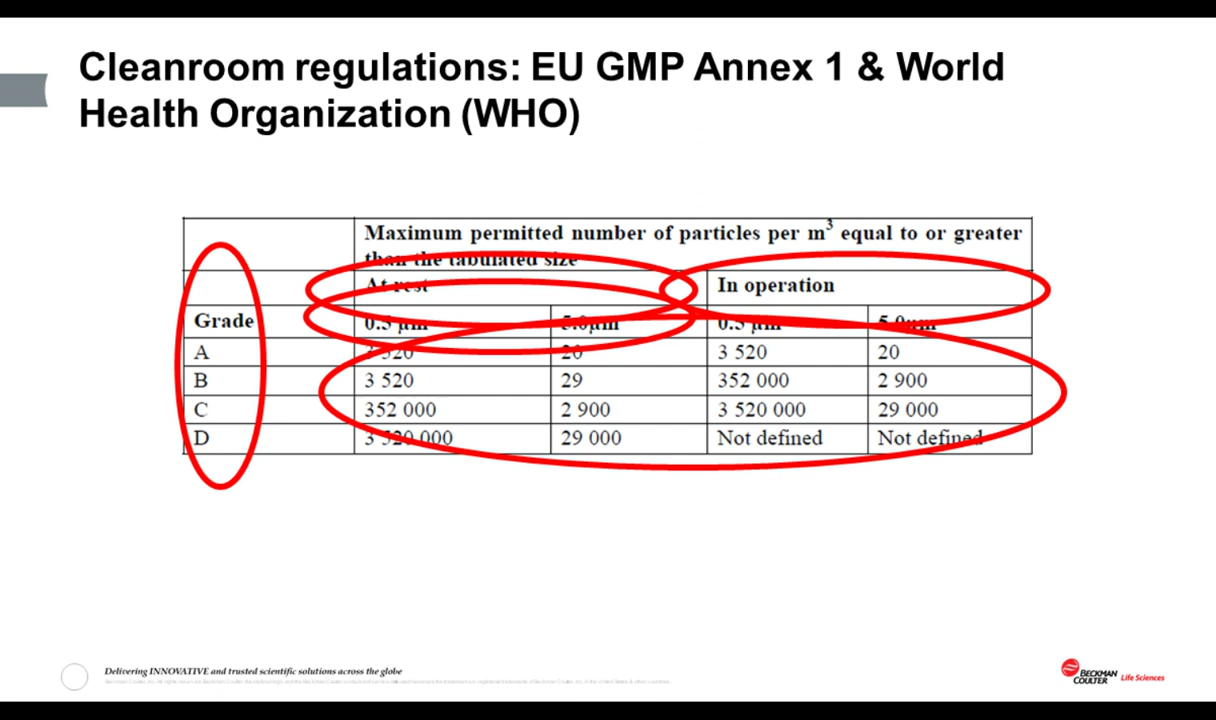 Cleanroom regulations: EU GMP Annex 1 & World
Health Organization (WHO)
Maximum permitted number of particles per m³ equal to or greater
than the tabulated size
At rest In operation
Grade 0.5 µm 5.0µm 0.5 µm 5.0µm
A 3 520 20 3 520 20
B 3 520 29 352 000 2 900
C 352 000 2 900 3 520 000 29 000
D 3 520 000 29 000 Not defined Not defined
Delivering INNOVATIVE and trusted scientific solutions across the globe
BECKMAN
COULTER Life Sciences